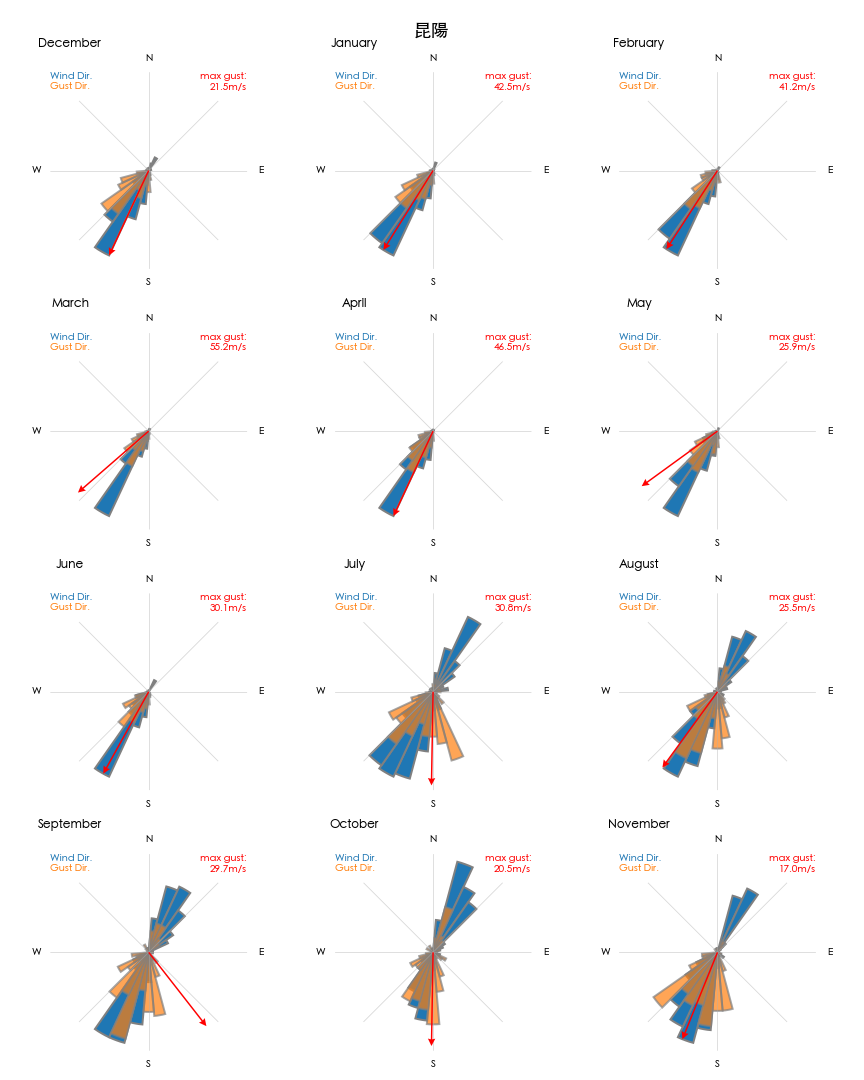 昆陽
December
January
February
N
N
N
Wind Dir.
Gust Dir.
max gust:
21.5m/s
Wind Dir.
Gust Dir.
max gust:
42.5m/s
Wind Dir.
Gust Dir.
max gust:
41.2m/s
W
E
W
E
W
E
S
S
S
March
April
May
N
N
N
Wind Dir.
Gust Dir.
max gust:
55.2m/s
Wind Dir.
Gust Dir.
max gust:
46.5m/s
Wind Dir.
Gust Dir.
max gust:
25.9m/s
W
E
W
E
W
E
S
S
S
June
July
August
N
N
N
Wind Dir.
Gust Dir.
max gust:
30.1m/s
Wind Dir.
Gust Dir.
max gust:
30.8m/s
Wind Dir.
Gust Dir.
max gust:
25.5m/s
W
E
W
E
W
E
S
S
S
September
October
November
N
N
N
Wind Dir.
Gust Dir.
max gust:
29.7m/s
Wind Dir.
Gust Dir.
max gust:
20.5m/s
Wind Dir.
Gust Dir.
max gust:
17.0m/s
W
E
W
E
W
E
S
S
S